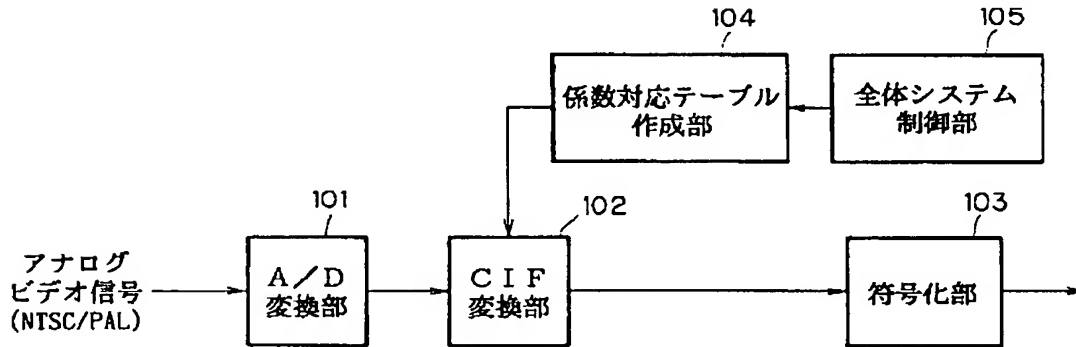 104
105
係数対応テーブル
作成部
全体システム
制御部
101
102
103
アナログ
ビデオ信号
(NTSC/PAL)
A／D
変換部
CIF
変換部
符号化部